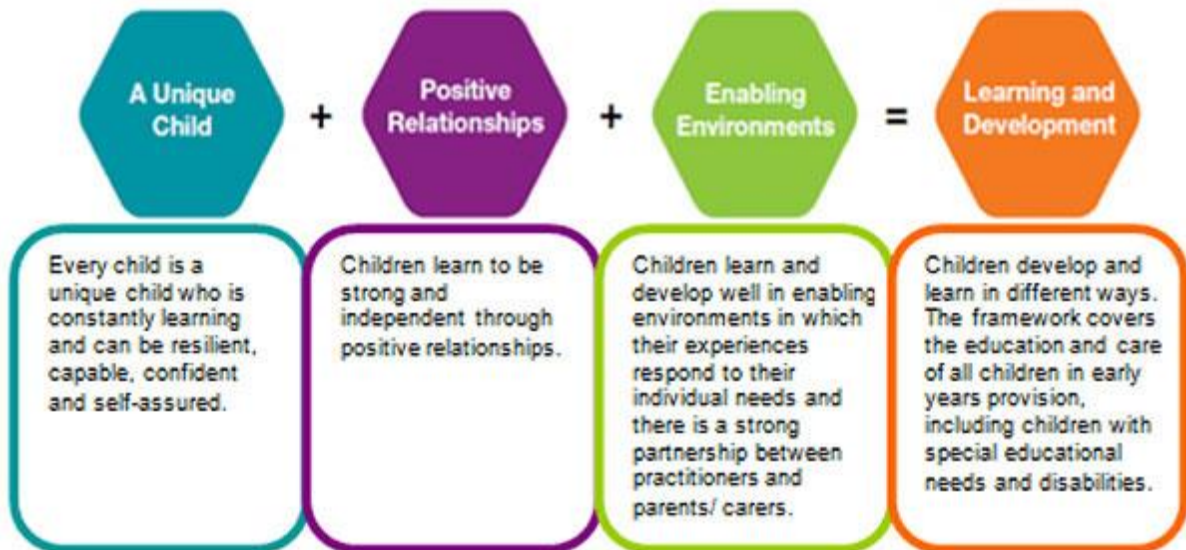 A Unique
Child
+
Positive
Relationships
+
Enabling
Environments
=
Learning and
Development
Every child is a
unique child who is
constantly learning
and can be resilient,
capable, confident
and self-assured.
Children learn to be
strong and
independent through
positive relationships.
Children learn and
develop well in enabling
environments in which
their experiences
respond to their
individual needs and
there is a strong
partnership between
practitioners and
parents/ carers.
Children develop and
learn in different ways.
The framework covers
the education and care
of all children in early
years provision,
including children with
special educational
needs and disabilities.